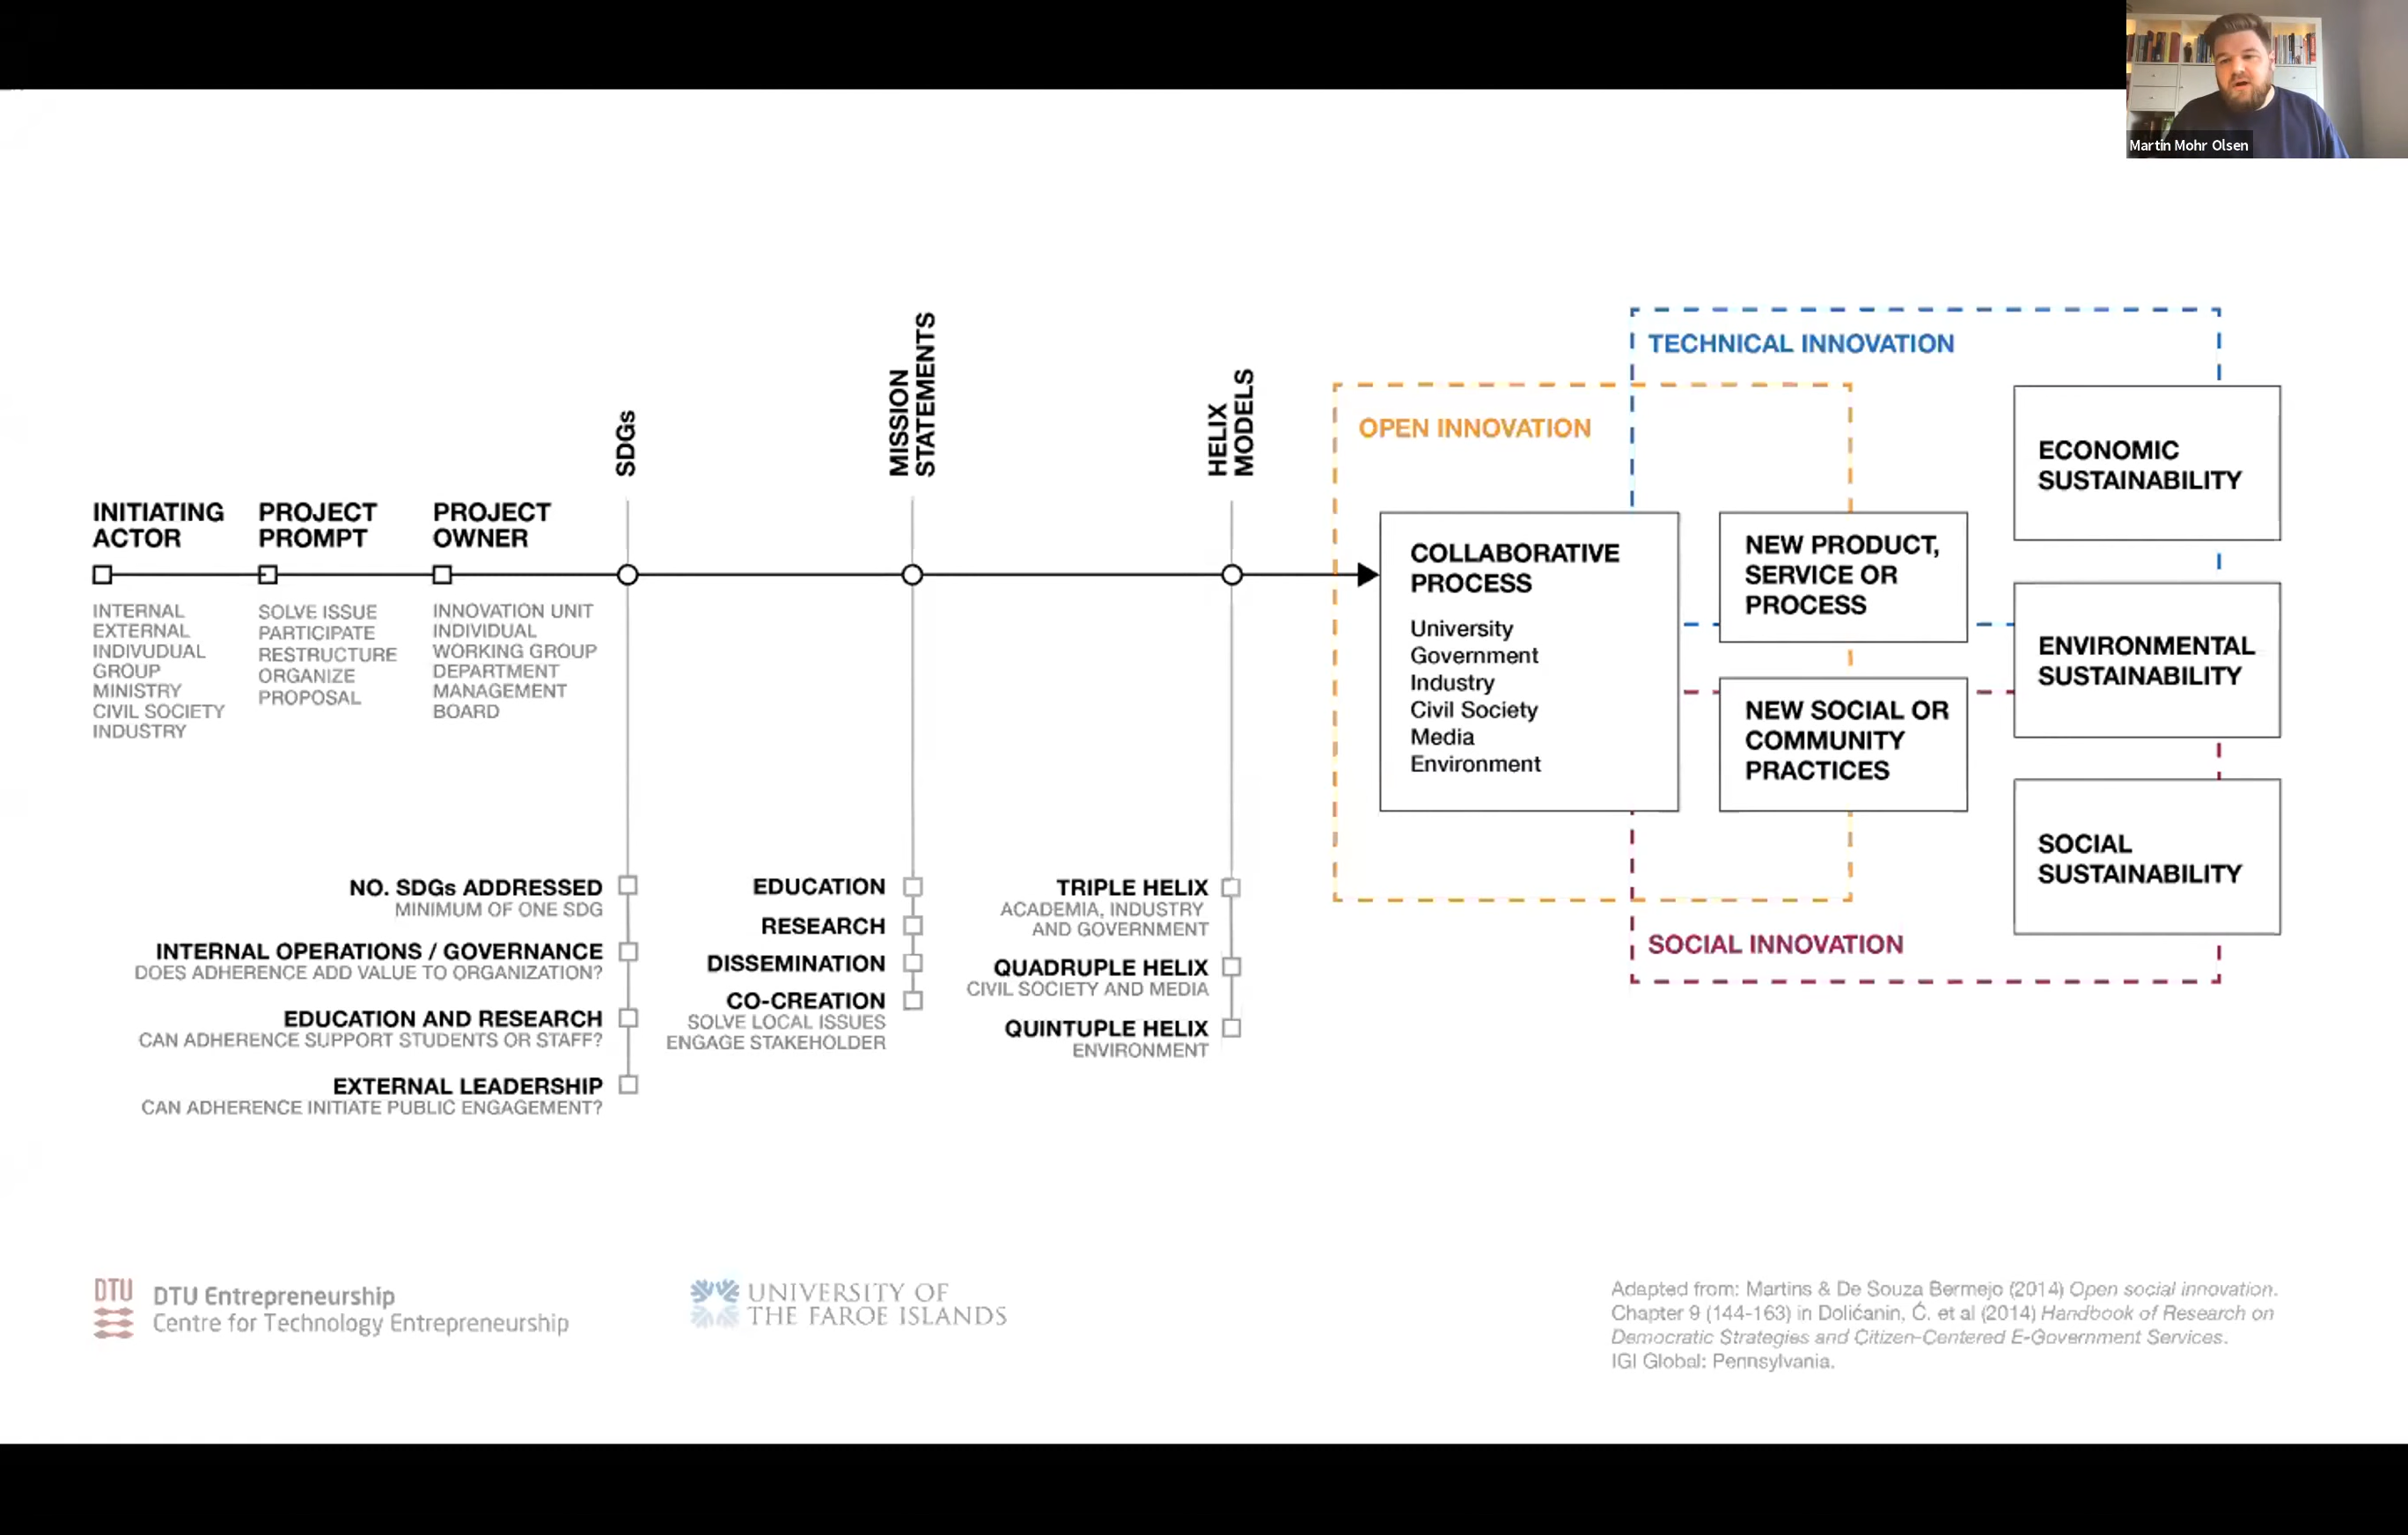 Martin Mohr Olsen
SDGs
MISSION
STATEMENTS
HELIX
MODELS
INITIATING
ACTOR
INTERNAL
EXTERNAL
INDIVUDUAL
GROUP
MINISTRY
CIVIL SOCIETY
INDUSTRY
PROJECT
PROMPT
SOLVE ISSUE
PARTICIPATE
RESTRUCTURE
ORGANIZE
PROPOSAL
PROJECT
OWNER
INNOVATION UNIT
INDIVIDUAL
WORKING GROUP
DEPARTMENT
MANAGEMENT
BOARD
NO. SDGs ADDRESSED
MINIMUM OF ONE SDG
INTERNAL OPERATIONS / GOVERNANCE
DOES ADHERENCE ADD VALUE TO ORGANIZATION?
EDUCATION AND RESEARCH
CAN ADHERENCE SUPPORT STUDENTS OR STAFF?
EXTERNAL LEADERSHIP
CAN ADHERENCE INITIATE PUBLIC ENGAGEMENT?
EDUCATION
RESEARCH
DISSEMINATION
CO-CREATION
SOLVE LOCAL ISSUES
ENGAGE STAKEHOLDER
TRIPLE HELIX
ACADEMIA, INDUSTRY
AND GOVERNMENT
QUADRUPLE HELIX
CIVIL SOCIETY AND MEDIA
QUINTUPLE HELIX
ENVIRONMENT
TECHNICAL INNOVATION
OPEN INNOVATION
COLLABORATIVE
PROCESS
University
Government
Industry
Civil Society
Media
Environment
NEW PRODUCT,
SERVICE OR
PROCESS
NEW SOCIAL OR
COMMUNITY
PRACTICES
SOCIAL INNOVATION
ECONOMIC
SUSTAINABILITY
ENVIRONMENTAL
SUSTAINABILITY
SOCIAL
SUSTAINABILITY
DTU
DTU Entrepreneurship
Centre for Technology Entrepreneurship
UNIVERSITY OF
THE FAROE ISLANDS
Adapted from: Martins & De Souza Bermejo (2014) Open social innovation.
Chapter 9 (144-163) in Dolićanin, Ć. et al (2014) Handbook of Research on
Democratic Strategies and Citizen-Centered E-Government Services.
IGI Global: Pennsylvania.